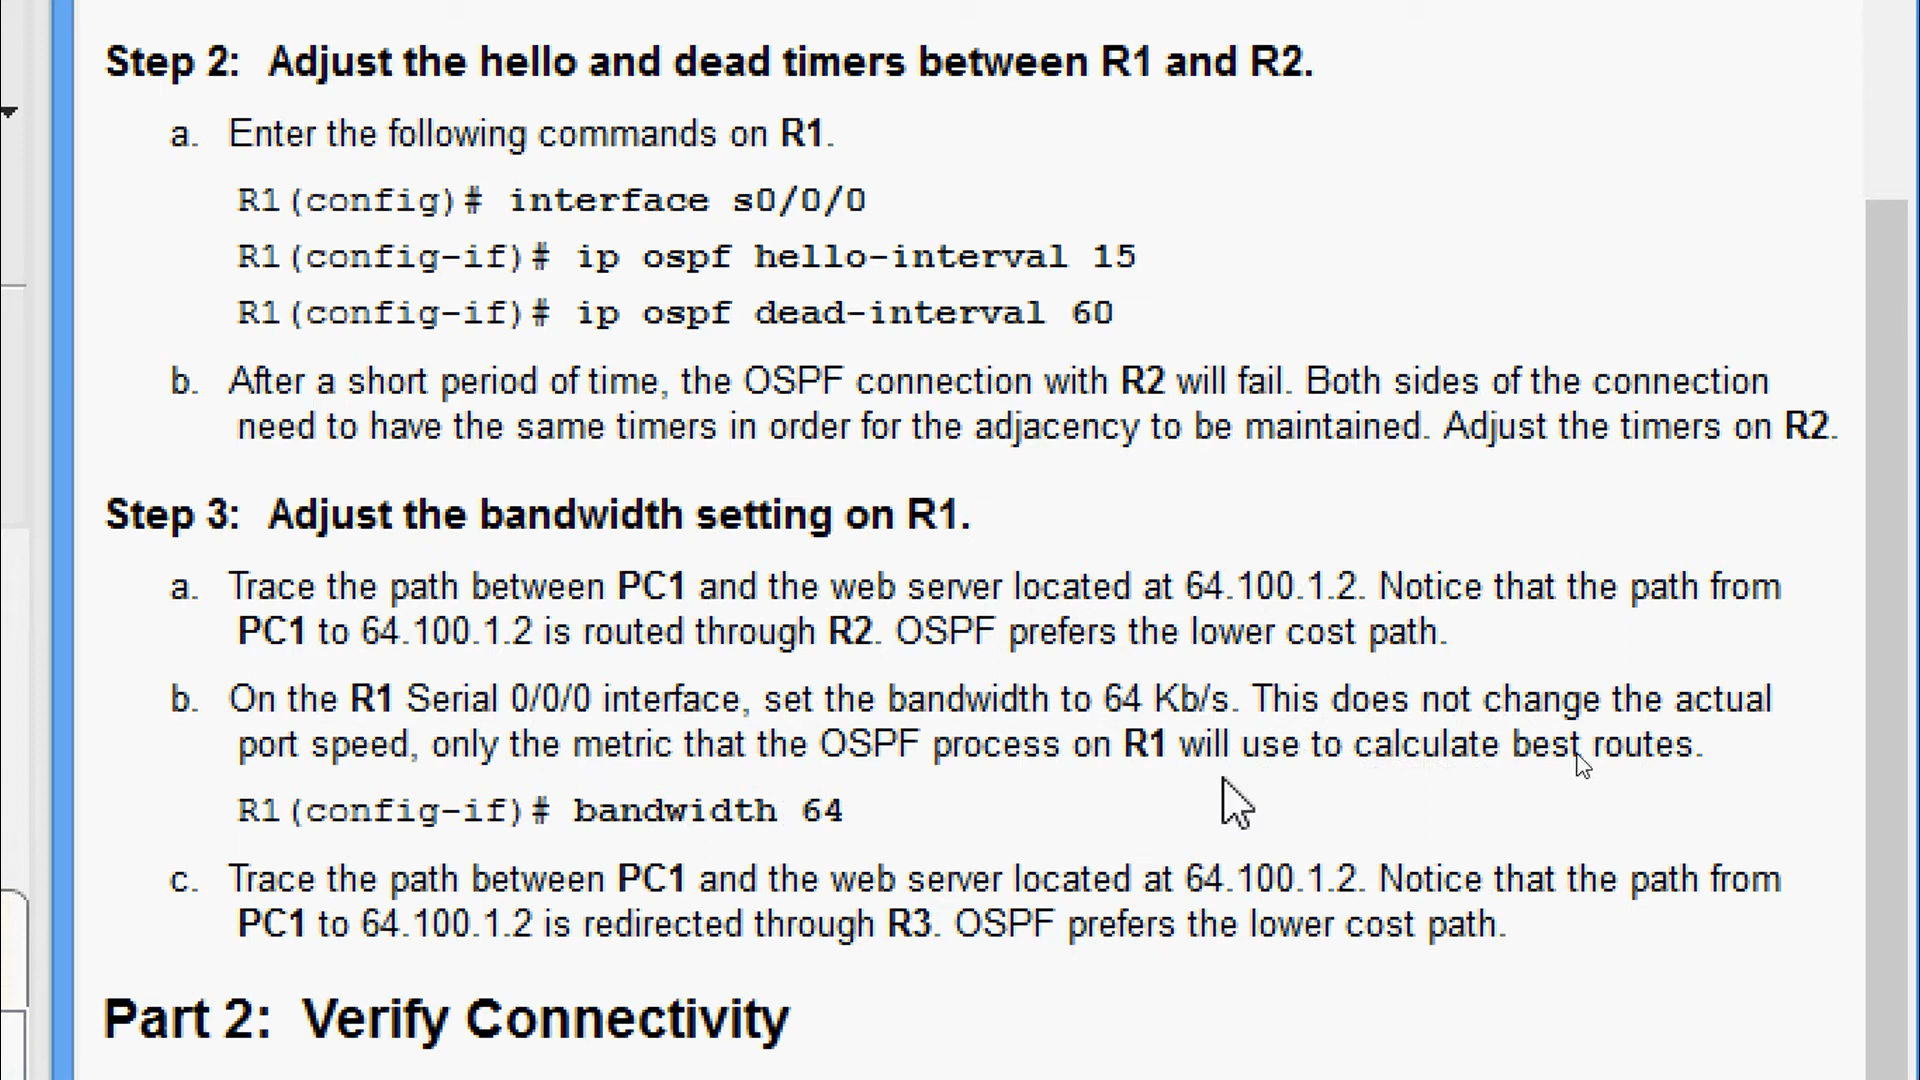 Step 2: Adjust the hello and dead timers between R1 and R2.
a. Enter the following commands on R1.
R1(config)# interface s0/0/0
R1(config-if)# ip ospf hello-interval 15
R1(config-if)# ip ospf dead-interval 60
b. After a short period of time, the OSPF connection with R2 will fail. Both sides of the connection
need to have the same timers in order for the adjacency to be maintained. Adjust the timers on R2.
Step 3: Adjust the bandwidth setting on R1.
a. Trace the path between PC1 and the web server located at 64.100.1.2. Notice that the path from
PC1 to 64.100.1.2 is routed through R2. OSPF prefers the lower cost path.
b. On the R1 Serial 0/0/0 interface, set the bandwidth to 64 Kb/s. This does not change the actual
port speed, only the metric that the OSPF process on R1 will use to calculate best routes.
R1(config-if)# bandwidth 64
c. Trace the path between PC1 and the web server located at 64.100.1.2. Notice that the path from
PC1 to 64.100.1.2 is redirected through R3. OSPF prefers the lower cost path.
Part 2: Verify Connectivity